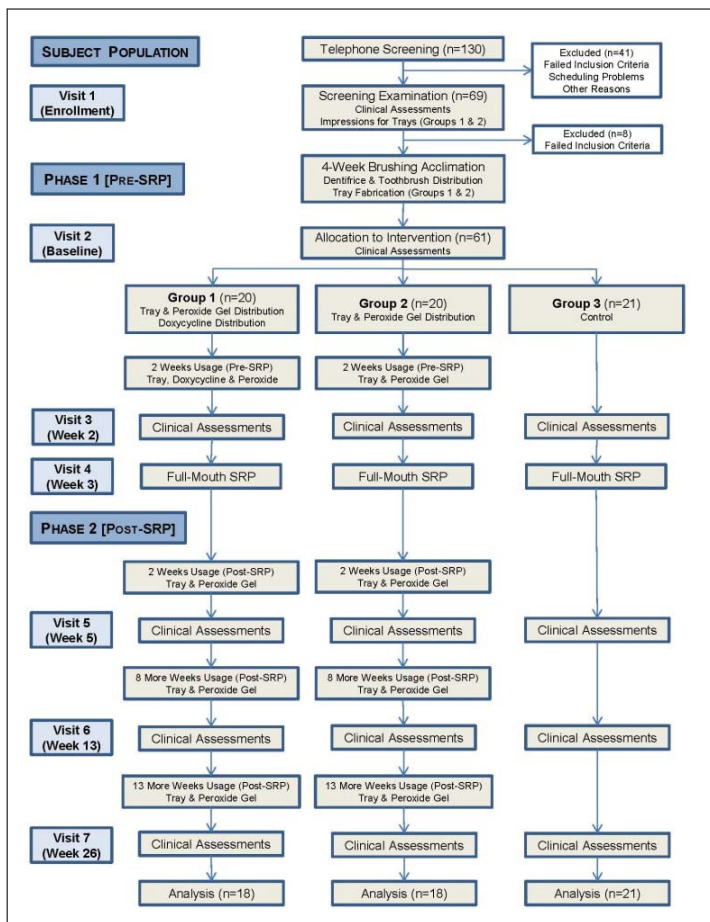 SUBJECT POPULATION
Telephone Screening (n=130)
Excluded (n=41)
Failed Inclusion Criteria
Scheduling Problems
Other Reasons
Visit 1
(Enrollment)
Screening Examination (n=69)
Clinical Assessments
Impressions for Trays (Groups 1 & 2)
Excluded (n=8)
Failed Inclusion Criteria
PHASE 1 [PRE-SRP]
4-Week Brushing Acclimation
Dentifrice & Toothbrush Distribution
Tray Fabrication (Groups 1 & 2)
Visit 2
(Baseline)
Allocation to Intervention (n=61)
Clinical Assessments
Group 1 (n=20)
Tray & Peroxide Gel Distribution
Doxycycline Distribution
Group 2 (n=20)
Tray & Peroxide Gel Distribution
Group 3 (n=21)
Control
2 Weeks Usage (Pre-SRP)
Tray, Doxycycline & Peroxide
2 Weeks Usage (Pre-SRP)
Tray & Peroxide Gel
Visit 3
(Week 2)
Clinical Assessments
Clinical Assessments
Clinical Assessments
Visit 4
(Week 3)
Full-Mouth SRP
Full-Mouth SRP
Full-Mouth SRP
PHASE 2 [POST-SRP]
2 Weeks Usage (Post-SRP)
Tray & Peroxide Gel
2 Weeks Usage (Post-SRP)
Tray & Peroxide Gel
Visit 5
(Week 5)
Clinical Assessments
Clinical Assessments
Clinical Assessments
8 More Weeks Usage (Post-SRP)
Tray & Peroxide Gel
8 More Weeks Usage (Post-SRP)
Tray & Peroxide Gel
Visit 6
(Week 13)
Clinical Assessments
Clinical Assessments
Clinical Assessments
13 More Weeks Usage (Post-SRP)
Tray & Peroxide Gel
13 More Weeks Usage (Post-SRP)
Tray & Peroxide Gel
Visit 7
(Week 26)
Clinical Assessments
Clinical Assessments
Clinical Assessments
Analysis (n=18)
Analysis (n=18)
Analysis (n=21)